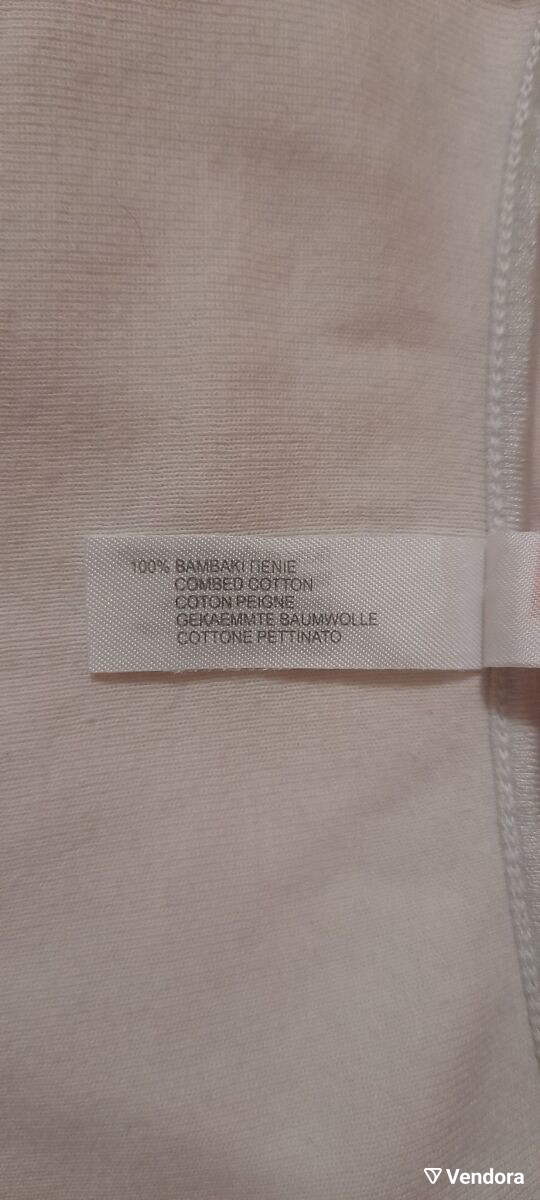 100% ΒΑΜΒΑΚΙ ΠΕΝΙΕ
COMBED COTTON
COTON PEIGNE
GEKAEMMTE BAUMWOLLE
COTTONE PETTINATO
Vendora